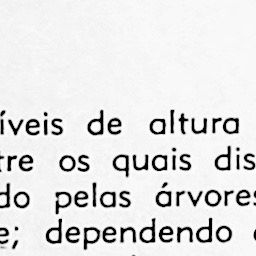 íveis de altura
tre os quais dis
do pelas árvores
e; dependendo